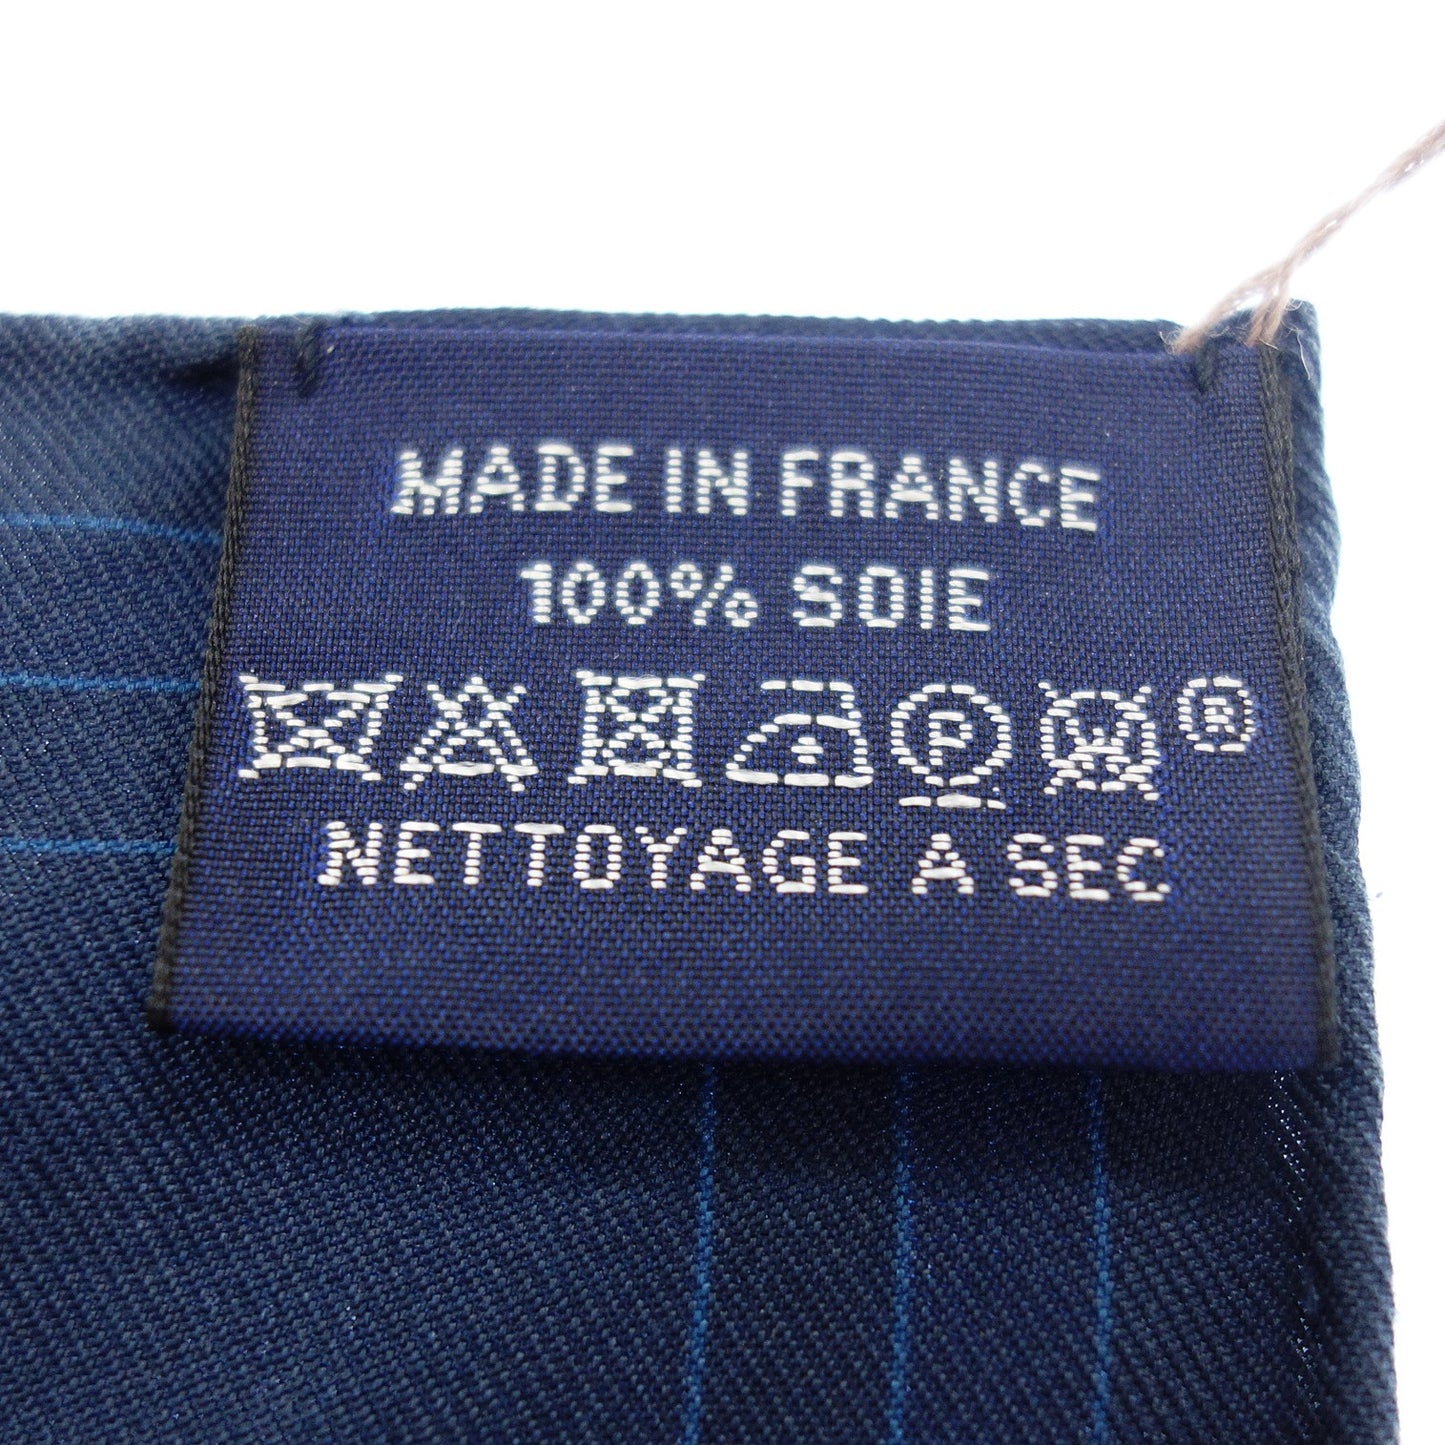 MADE IN FRANCE
100% SOIE
P W ®
NETTOYAGE A SEC